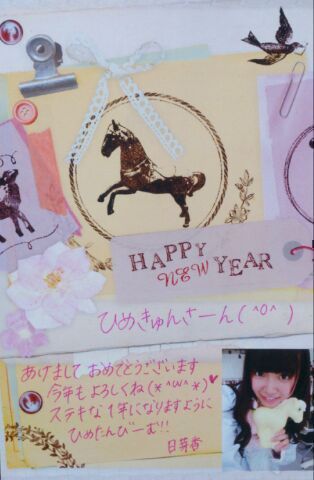 HAPPY
NEW YEAR
ひめきゅんさーん(^o^)
あけましておめでとうございます
今年もよろしくね(*^w^*)♥
ステキな1年になりますように
ひめたんびーむ!!
日芽香